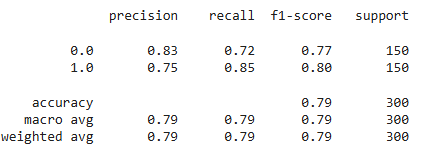 precision recall f1-score support
0.0 0.83 0.72 0.77 150
1.0 0.75 0.85 0.80 150
accuracy 0.79 300
macro avg 0.79 0.79 0.79 300
weighted avg 0.79 0.79 0.79 300